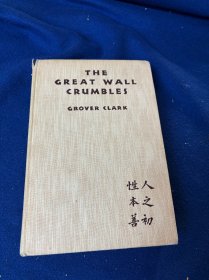 THE
GREAT WALL
CRUMBLES
GROVER CLARK
人之初
性本善